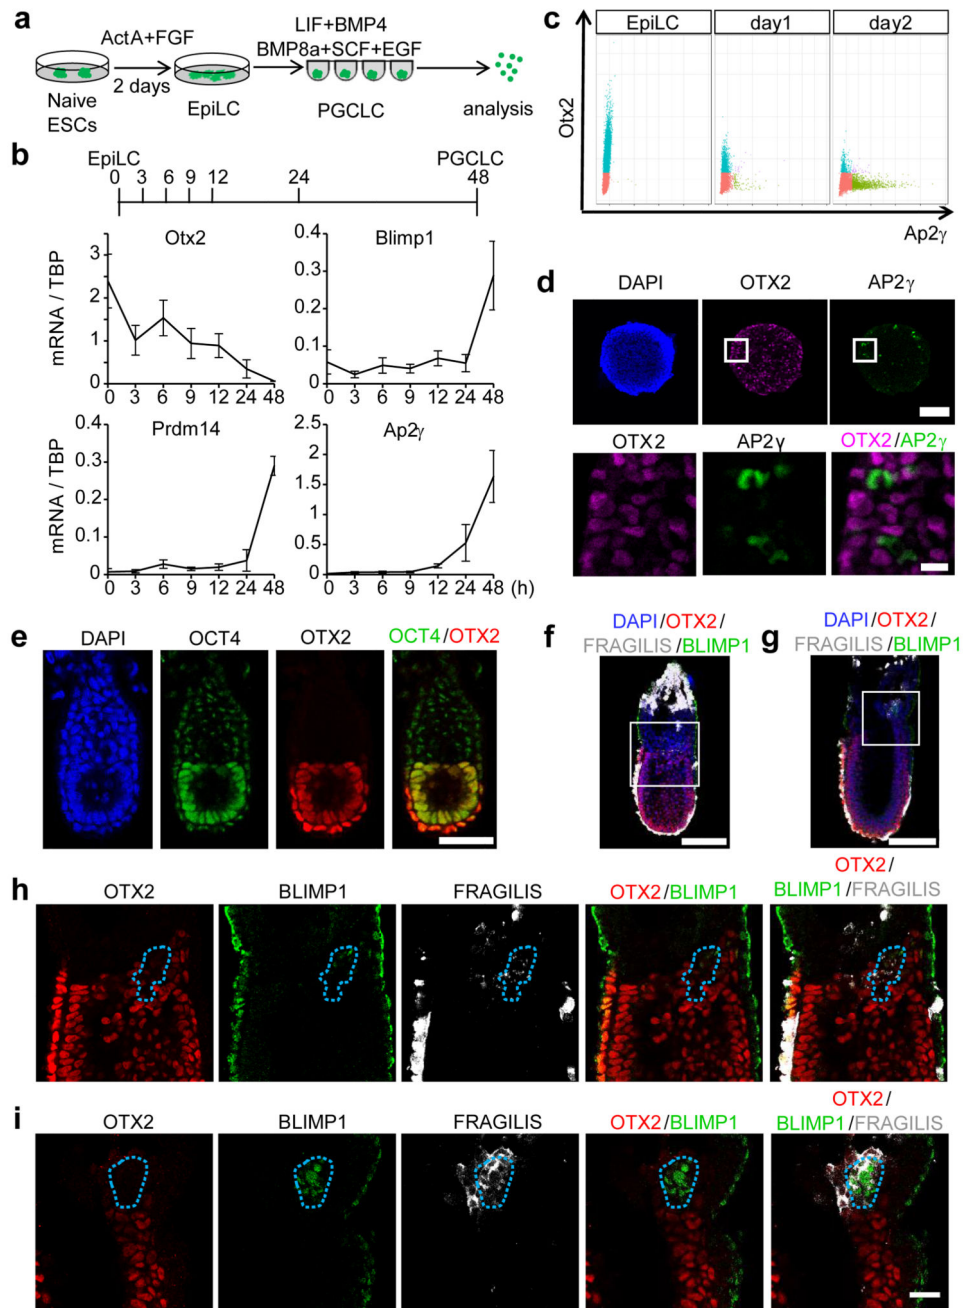 a
ActA+FGF
2 days
Naive
ESCs
EpiLC
LIF+BMP4
BMP8a+SCF+EGF
PGCLC
analysis
b
EpiLC PGCLC
0 3 6 9 12 24 48
Otx2
mRNA / TBP
3
2
1
0
0 3 6 9 12 24 48
Blimp1
0.4
0.3
0.2
0.1
0
0 3 6 9 12 24 48
Prdm14
mRNA / TBP
0.4
0.3
0.2
0.1
0
0 3 6 9 12 24 48
Ap2γ
2.5
2.0
1.5
1.0
0.5
0
0 3 6 9 12 24 48 (h)
c
EpiLC day1 day2
Otx2
Ap2γ
d
DAPI OTX2 AP2γ
OTX2 AP2γ OTX2/AP2γ
e
DAPI OCT4 OTX2 OCT4/OTX2
f
DAPI/OTX2/
FRAGILIS/BLIMP1
g
DAPI/OTX2/
FRAGILIS/BLIMP1
h
OTX2 BLIMP1 FRAGILIS OTX2/BLIMP1
OTX2/
BLIMP1/FRAGILIS
i
OTX2 BLIMP1 FRAGILIS OTX2/BLIMP1
OTX2/
BLIMP1/FRAGILIS